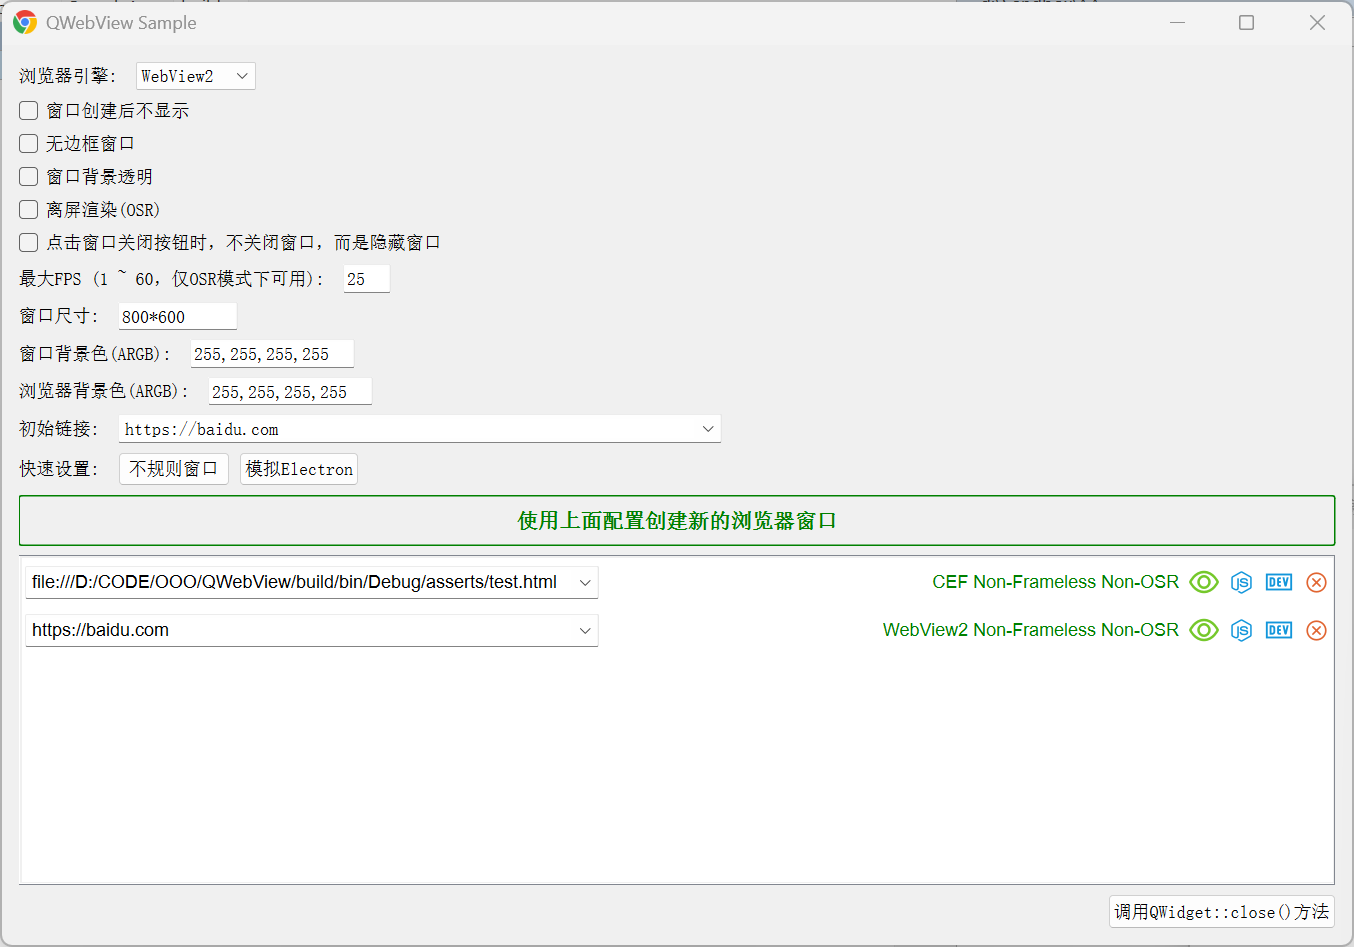 QWebView Sample
浏览器引擎： WebView2
窗口创建后不显示
无边框窗口
窗口背景透明
离屏渲染(OSR)
点击窗口关闭按钮时，不关闭窗口，而是隐藏窗口
最大FPS (1 ~ 60，仅OSR模式下可用)： 25
窗口尺寸： 800*600
窗口背景色(ARGB)： 255,255,255,255
浏览器背景色(ARGB)： 255,255,255,255
初始链接： https://baidu.com
快速设置： 不规则窗口 模拟Electron
使用上面配置创建新的浏览器窗口
file:///D:/CODE/OOO/QWebView/build/bin/Debug/asserts/test.html CEF Non-Frameless Non-OSR JS DEV
https://baidu.com WebView2 Non-Frameless Non-OSR JS DEV
调用QWidget::close()方法